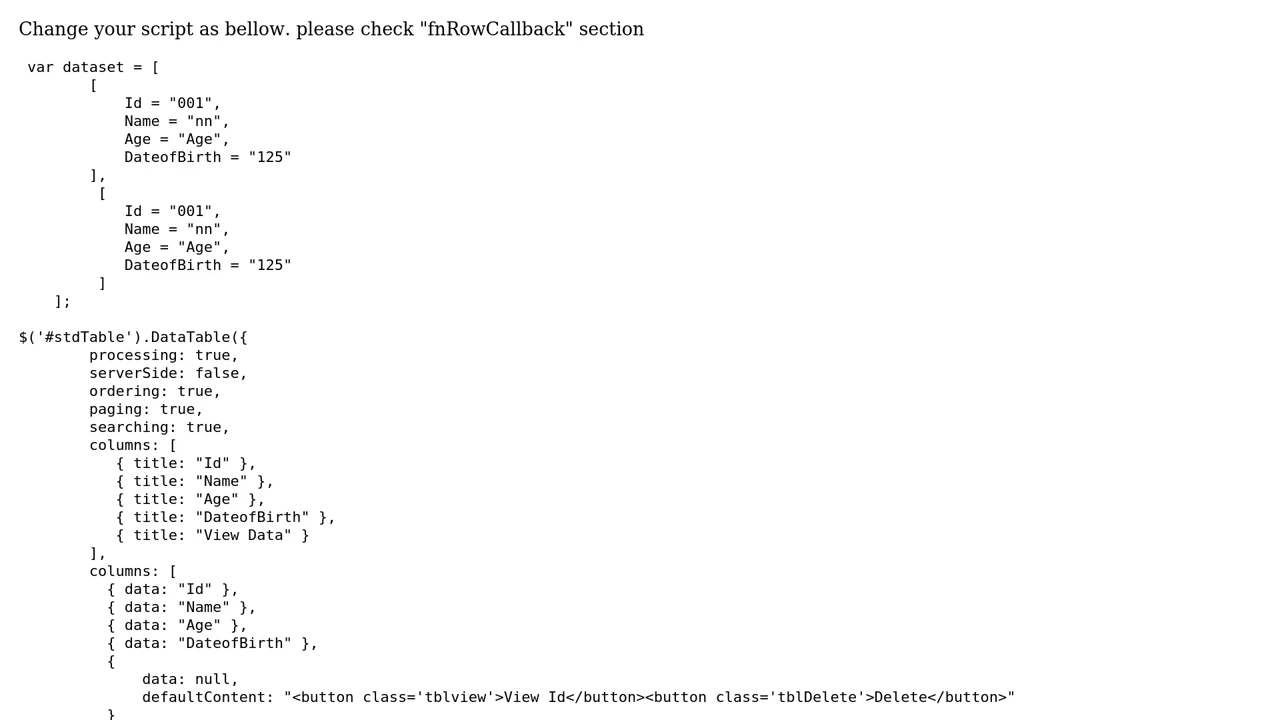 Change your script as bellow. please check "fnRowCallback" section
var dataset = [
[
Id = "001",
Name = "nn",
Age = "Age",
DateofBirth = "125"
],
[
Id = "001",
Name = "nn",
Age = "Age",
DateofBirth = "125"
]
];
$('#stdTable').DataTable({
processing: true,
serverSide: false,
ordering: true,
paging: true,
searching: true,
columns: [
{ title: "Id" },
{ title: "Name" },
{ title: "Age" },
{ title: "DateofBirth" },
{ title: "View Data" }
],
columns: [
{ data: "Id" },
{ data: "Name" },
{ data: "Age" },
{ data: "DateofBirth" },
{
data: null,
defaultContent: "<button class='tblview'>View Id</button><button class='tblDelete'>Delete</button>"
}